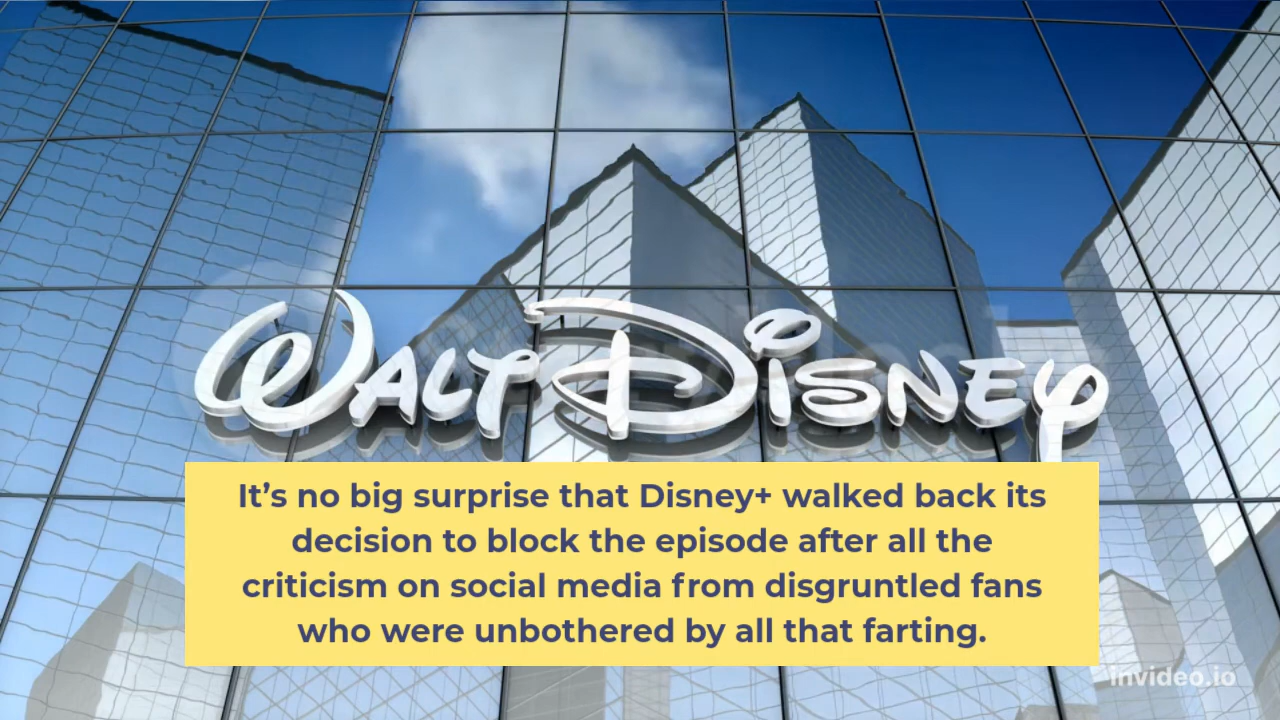 WALT DISNEY
It’s no big surprise that Disney+ walked back its
decision to block the episode after all the
criticism on social media from disgruntled fans
who were unbothered by all that farting.
invideo.io